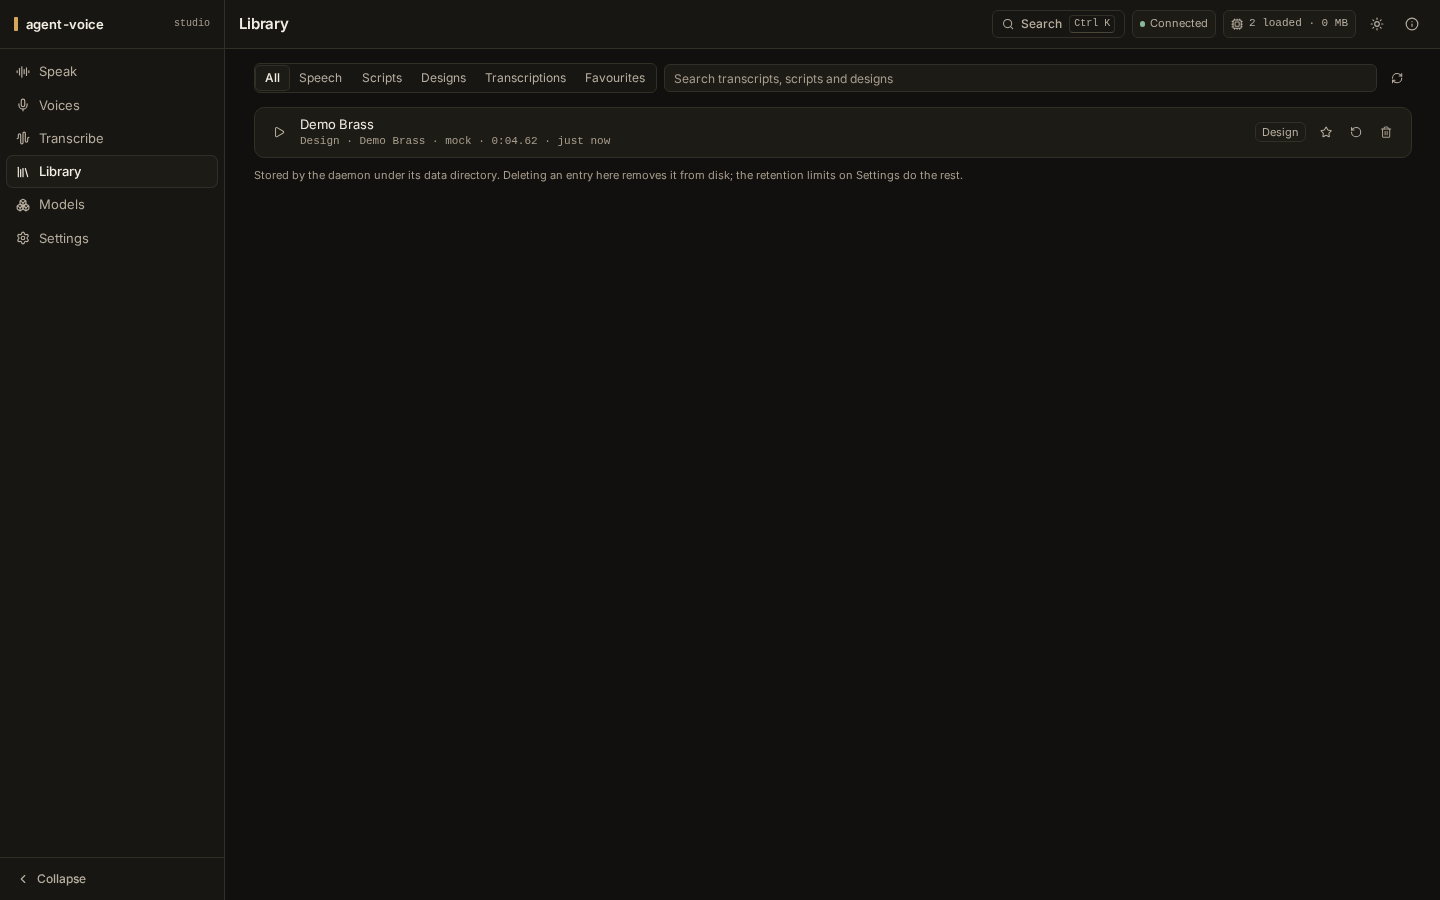 agent-voice studio
Library
Search Ctrl K
Connected
2 loaded · 0 MB
Speak
Voices
Transcribe
Library
Models
Settings
All Speech Scripts Designs Transcriptions Favourites
Search transcripts, scripts and designs
Demo Brass
Design · Demo Brass · mock · 0:04.62 · just now
Design
Stored by the daemon under its data directory. Deleting an entry here removes it from disk; the retention limits on Settings do the rest.
Collapse